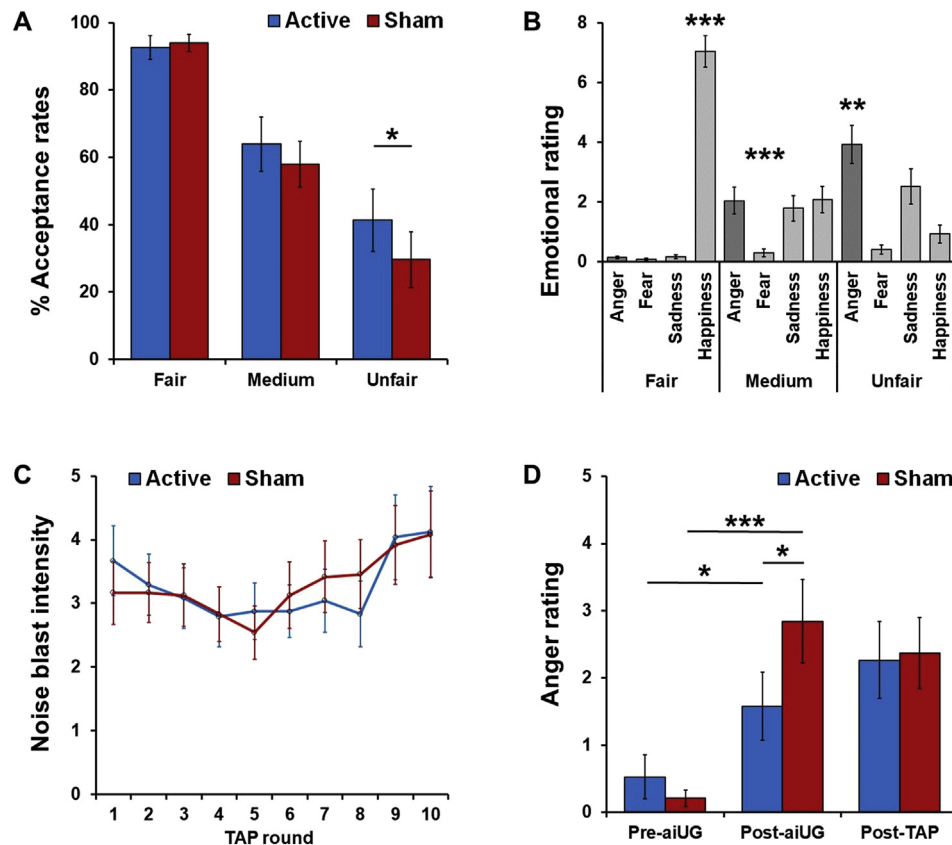 A
Active Sham
% Acceptance rates
100
80
60
40
20
0
*
Fair Medium Unfair
B
Emotional rating
8
6
4
2
0
*** *** **
Anger Fear Sadness Happiness Anger Fear Sadness Happiness Anger Fear Sadness Happiness
Fair Medium Unfair
C
Active Sham
Noise blast intensity
5
4
3
2
1
0
1 2 3 4 5 6 7 8 9 10
TAP round
D
Active Sham
Anger rating
5
4
3
2
1
0
***
* *
Pre-aiUG Post-aiUG Post-TAP